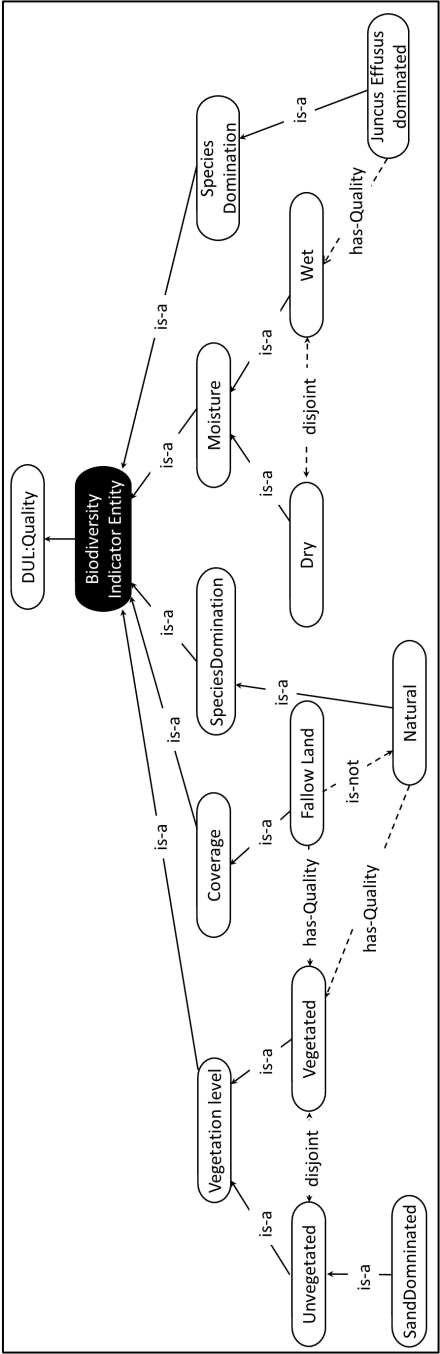 DUL:Quality
Biodiversity
Indicator Entity
is-a
is-a
is-a
is-a
is-a
Vegetation level
Coverage
SpeciesDomination
Moisture
Species
Domination
is-a
is-a
is-a
is-a
is-a
is-a
is-a
Unvegetated
disjoint
Vegetated
has-Quality
Fallow Land
Dry
disjoint
Wet
is-a
has-Quality
is-not
has-Quality
SandDomninated
Natural
Juncus Effusus
dominated